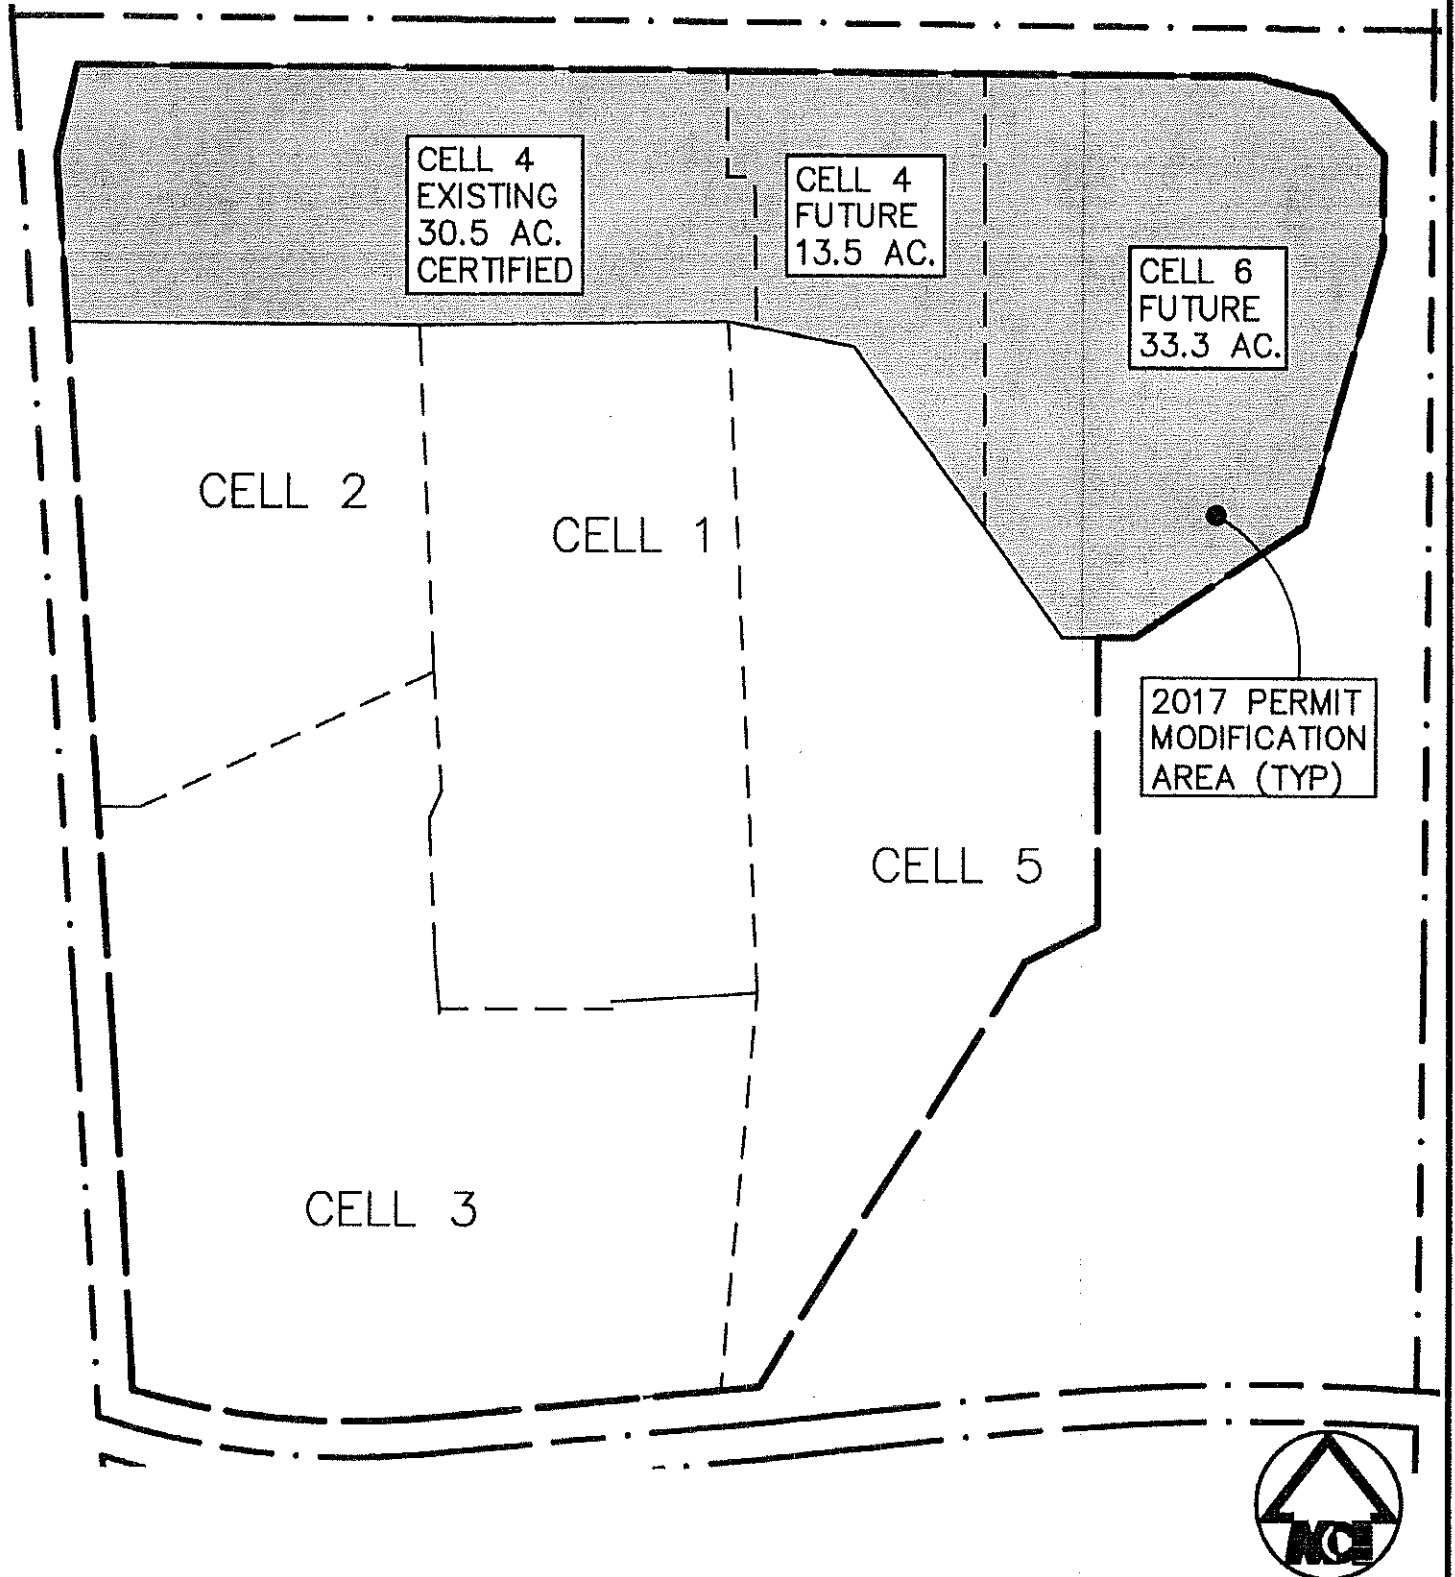 CELL 4
EXISTING
30.5 AC.
CERTIFIED
CELL 4
FUTURE
13.5 AC.
CELL 6
FUTURE
33.3 AC.
CELL 2
CELL 1
2017 PERMIT
MODIFICATION
AREA (TYP)
CELL 5
CELL 3